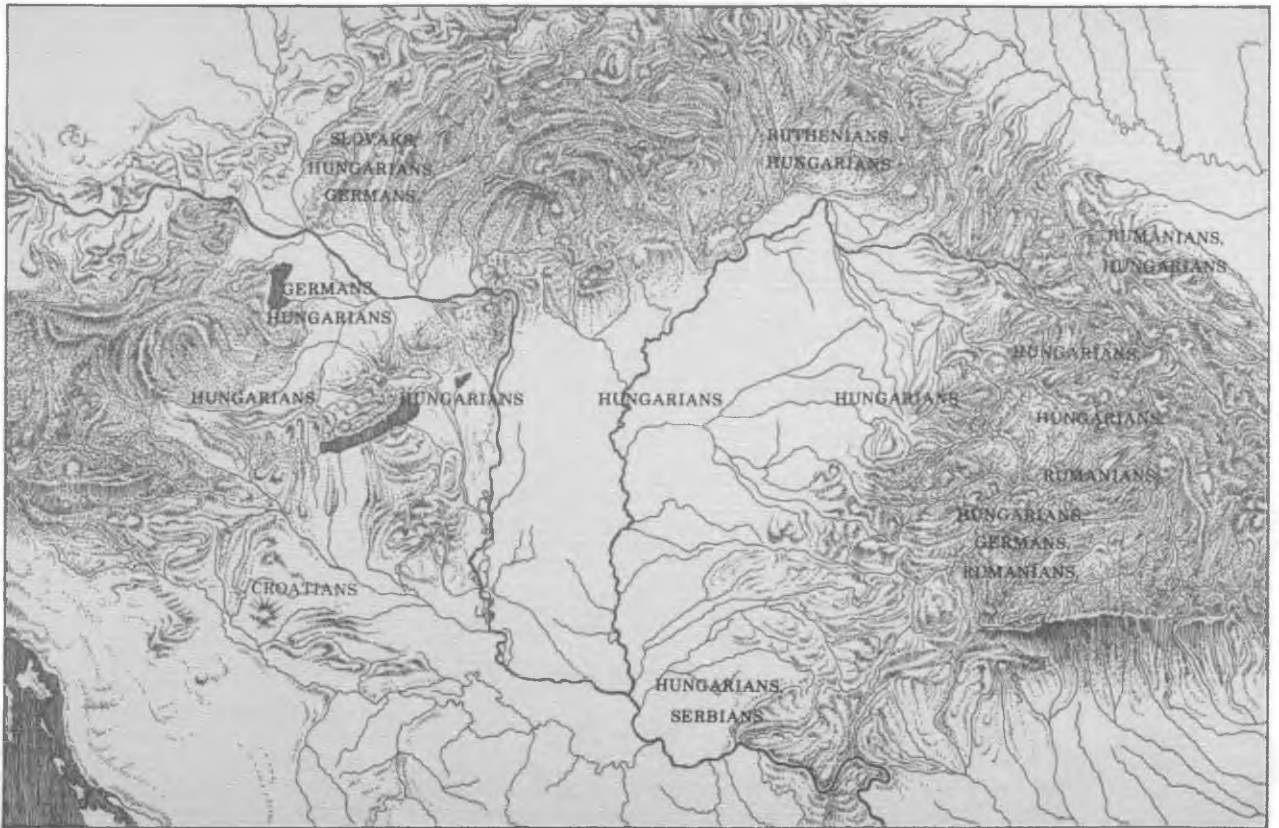 SLOVAKS,
HUNGARIANS,
GERMANS,
RUTHENIANS,
HUNGARIANS
RUMANIANS,
HUNGARIANS
GERMANS,
HUNGARIANS
HUNGARIANS,
HUNGARIANS
HUNGARIANS
HUNGARIANS
HUNGARIANS
HUNGARIANS,
RUMANIANS,
HUNGARIANS,
GERMANS,
RUMANIANS,
CROATIANS
HUNGARIANS,
SERBIANS